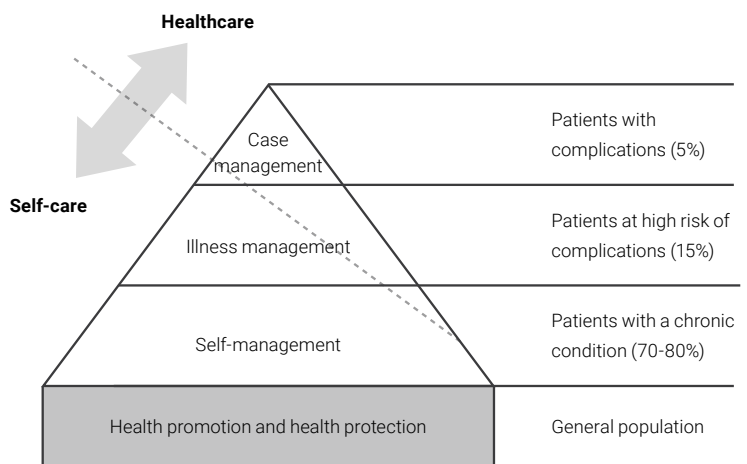 Healthcare
Self-care
Case
management
Patients with
complications (5%)
Illness management
Patients at high risk of
complications (15%)
Self-management
Patients with a chronic
condition (70-80%)
Health promotion and health protection
General population